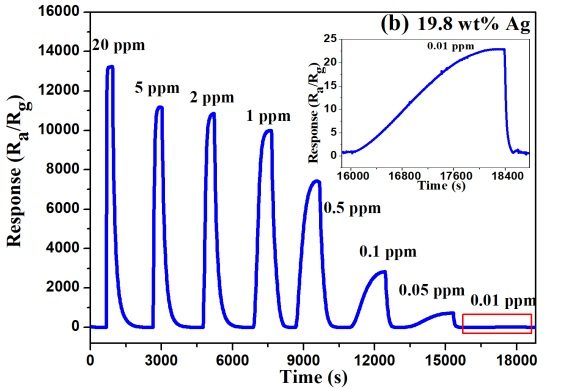 (b) 19.8 wt% Ag
Response (Ra/Rg)
16000
14000
12000
10000
8000
6000
4000
2000
0
20 ppm
5 ppm
2 ppm
1 ppm
0.5 ppm
0.1 ppm
0.05 ppm
0.01 ppm
0 3000 6000 9000 12000 15000 18000
Time (s)
Response (Ra/Rg)
25
20
15
10
5
0
0.01 ppm
16000 16800 17600 18400
Time (s)